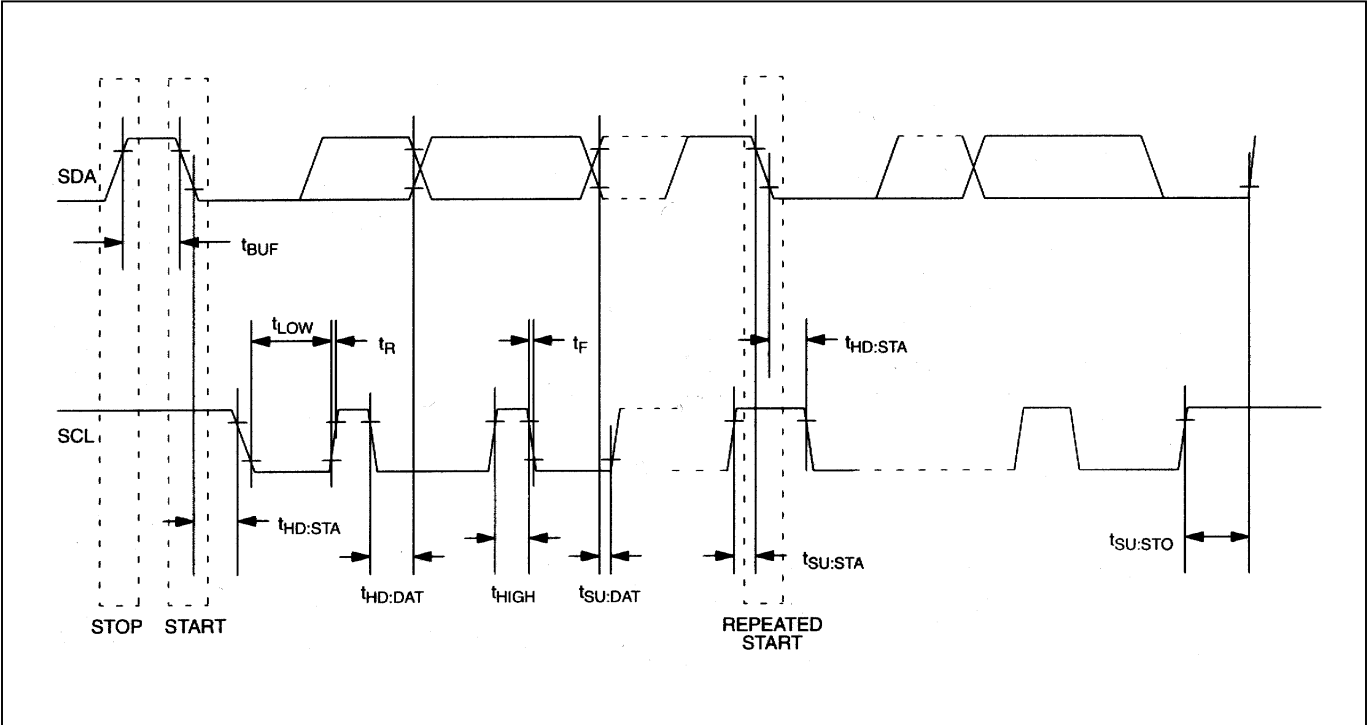 SDA
tBUF
tLOW
tR
tF
tHD:STA
SCL
tHD:STA
tSU:STA
tSU:STO
tHD:DAT
tHIGH
tSU:DAT
STOP
START
REPEATED
START